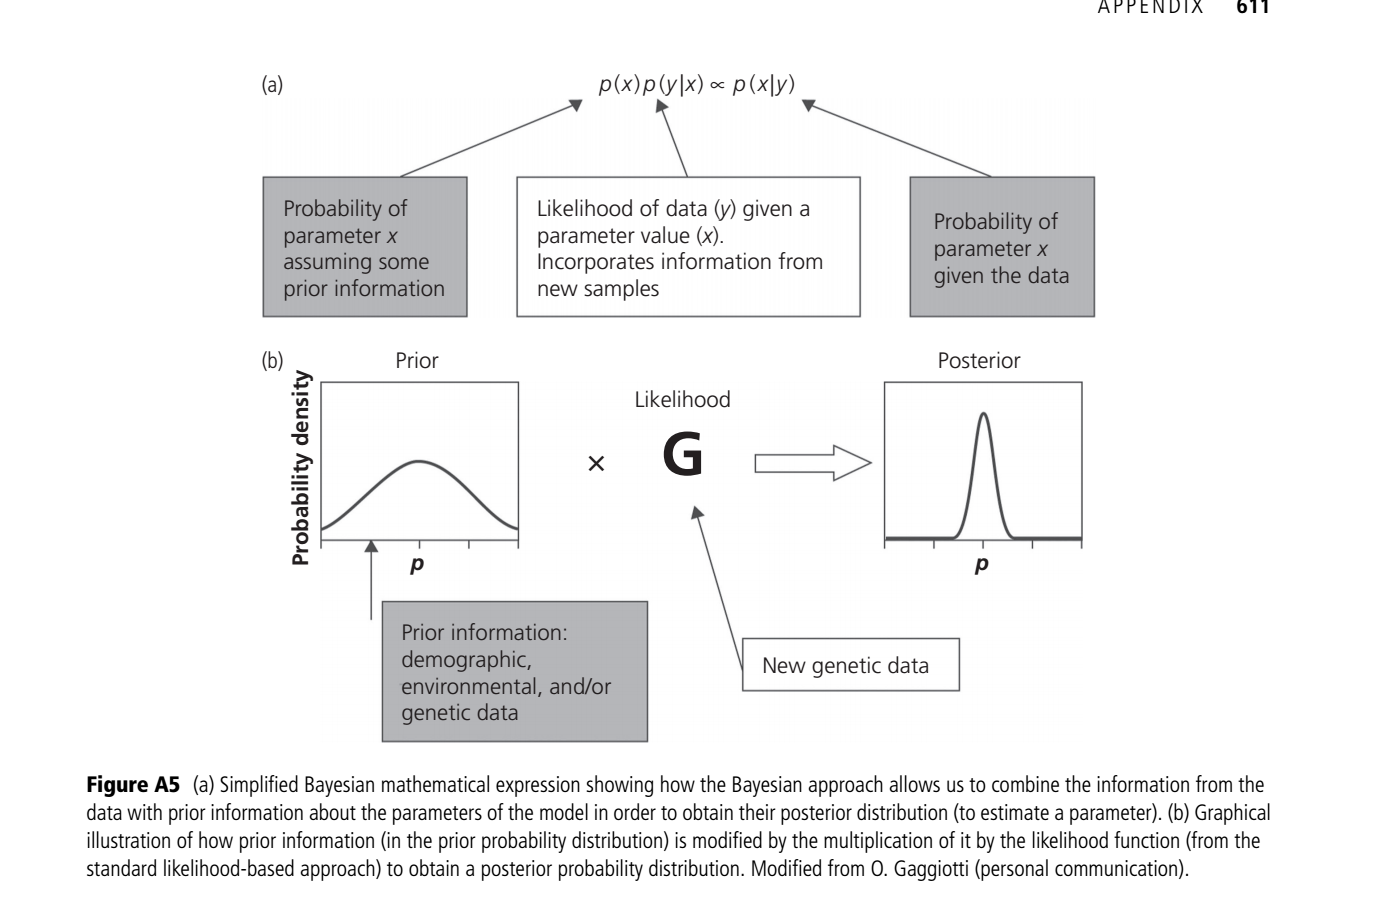 APPENDIX 611
(a)
p(x)p(y|x) ∝ p(x|y)
Probability of
parameter x
assuming some
prior information
Likelihood of data (y) given a
parameter value (x).
Incorporates information from
new samples
Probability of
parameter x
given the data
(b)
Prior
Probability density
p
×
Likelihood
G
Posterior
p
Prior information:
demographic,
environmental, and/or
genetic data
New genetic data
Figure A5 (a) Simplified Bayesian mathematical expression showing how the Bayesian approach allows us to combine the information from the
data with prior information about the parameters of the model in order to obtain their posterior distribution (to estimate a parameter). (b) Graphical
illustration of how prior information (in the prior probability distribution) is modified by the multiplication of it by the likelihood function (from the
standard likelihood-based approach) to obtain a posterior probability distribution. Modified from O. Gaggiotti (personal communication).